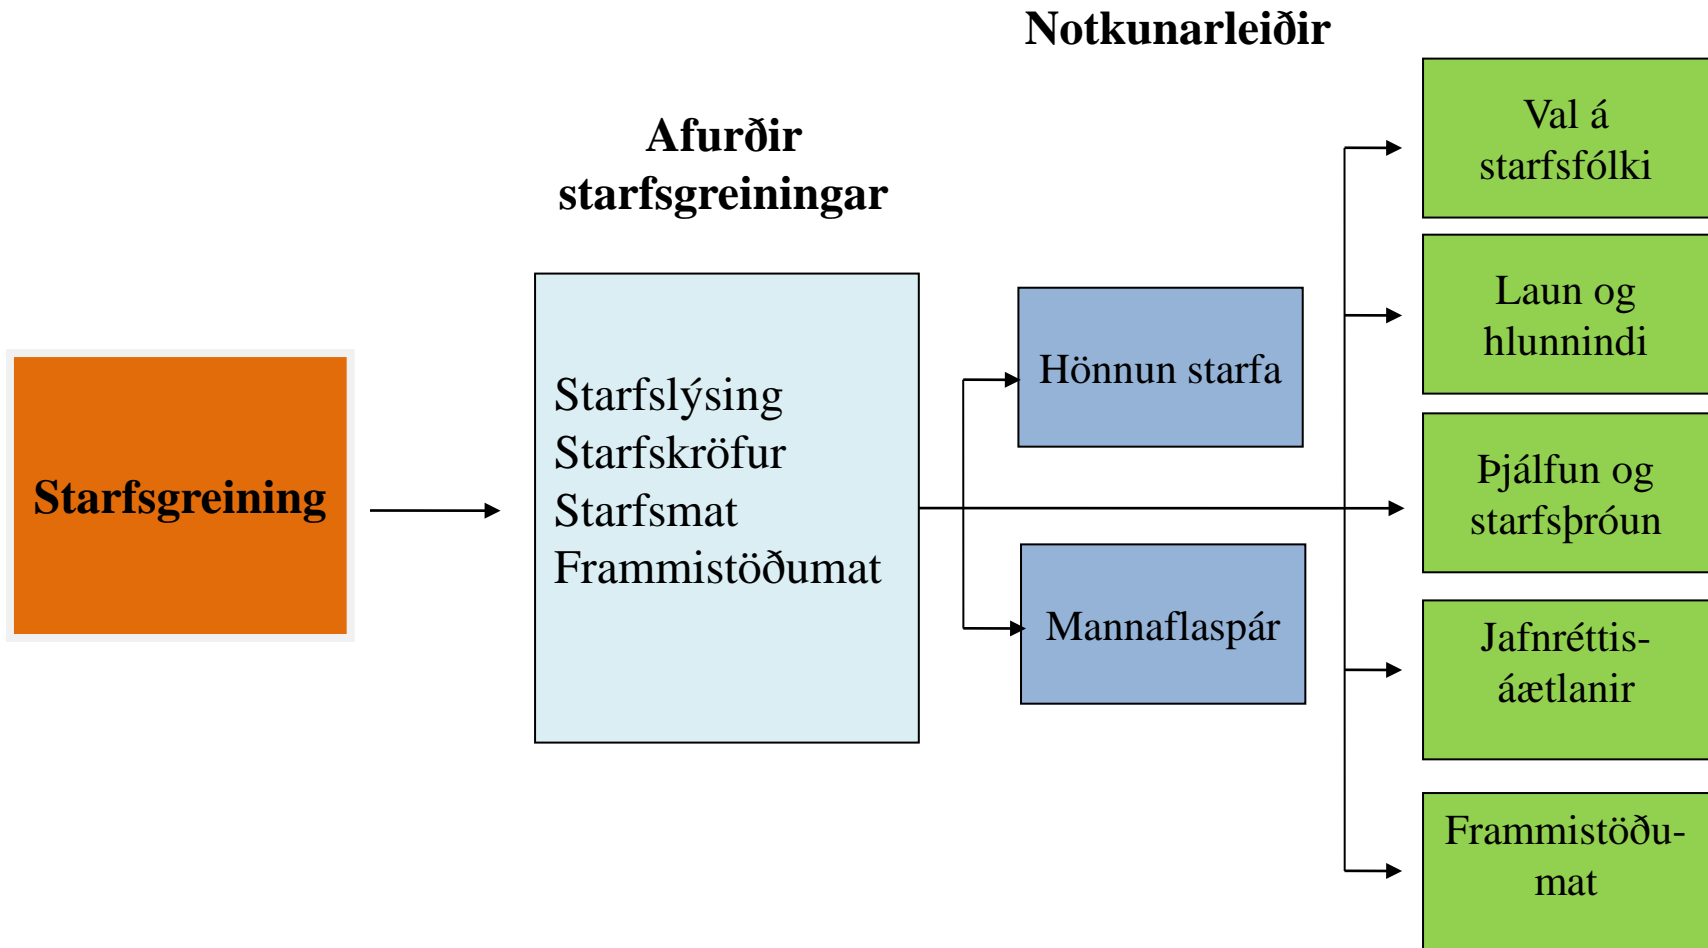 Notkunarleiðir
Afurðir
starfsgreiningar
Starfsgreining
Starfslýsing
Starfskröfur
Starfsmat
Frammistöðumat
Hönnun starfa
Mannaflaspár
Val á
starfsfólki
Laun og
hlunnindi
Þjálfun og
starfsþróun
Jafnréttis-
áætlanir
Frammistöðu-
mat